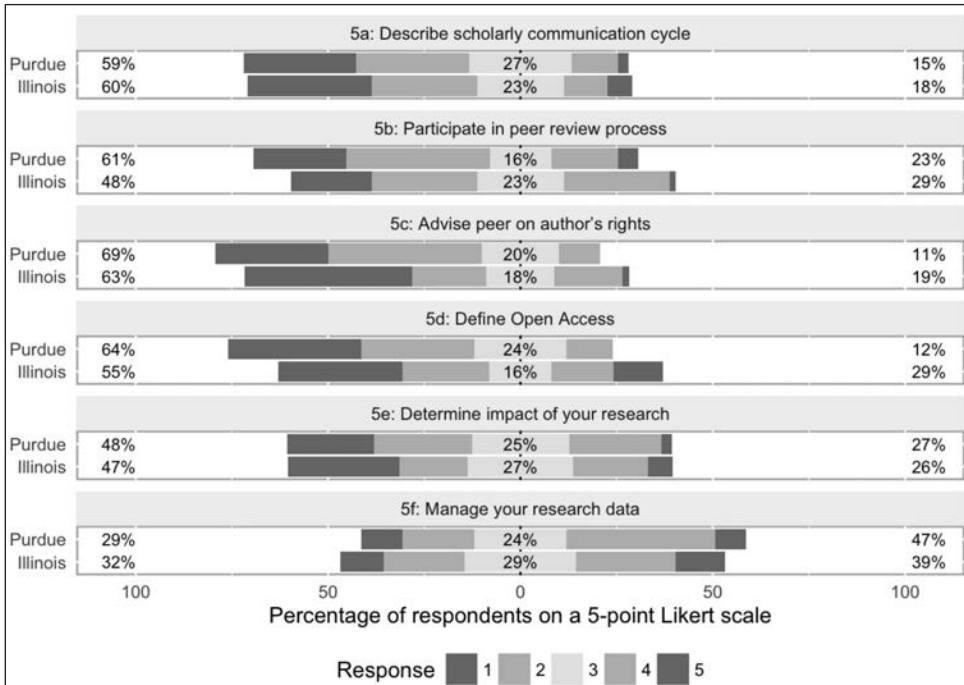 5a: Describe scholarly communication cycle
Purdue 59% 27% 15%
Illinois 60% 23% 18%
5b: Participate in peer review process
Purdue 61% 16% 23%
Illinois 48% 23% 29%
5c: Advise peer on author's rights
Purdue 69% 20% 11%
Illinois 63% 18% 19%
5d: Define Open Access
Purdue 64% 24% 12%
Illinois 55% 16% 29%
5e: Determine impact of your research
Purdue 48% 25% 27%
Illinois 47% 27% 26%
5f: Manage your research data
Purdue 29% 24% 47%
Illinois 32% 29% 39%
100 50 0 50 100
Percentage of respondents on a 5-point Likert scale
Response 1 2 3 4 5